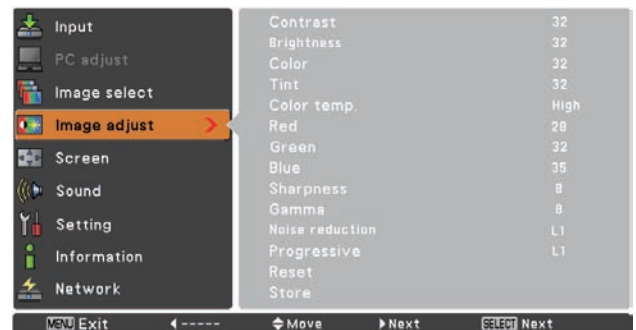 Input
PC adjust
Image select
Image adjust
Screen
Sound
Setting
Information
Network
Contrast 32
Brightness 32
Color 32
Tint 32
Color temp. High
Red 28
Green 32
Blue 35
Sharpness 8
Gamma 8
Noise reduction L1
Progressive L1
Reset
Store
MENU Exit ----- Move Next SELECT Next